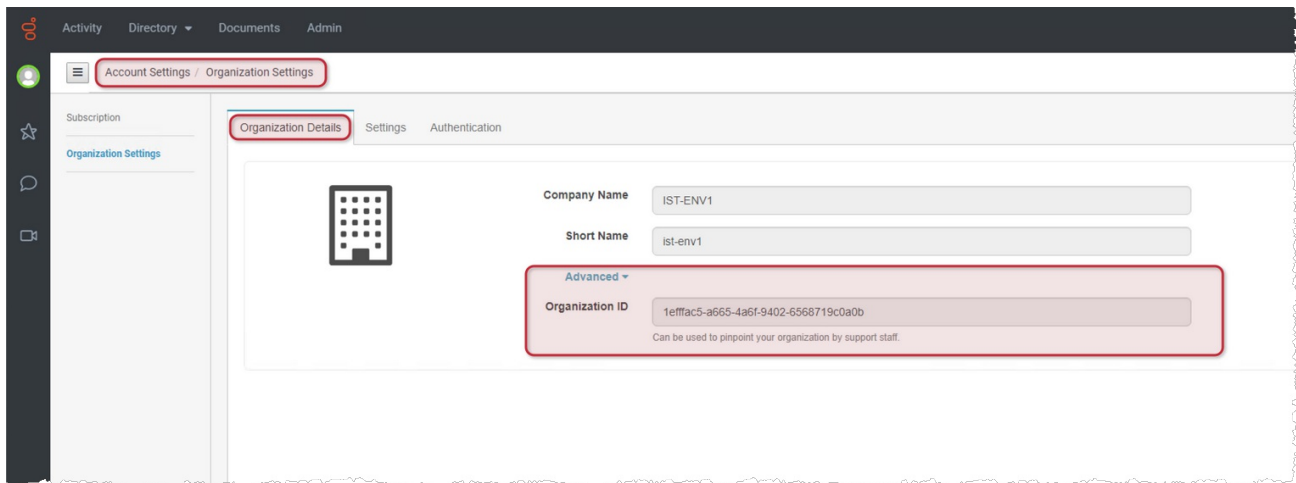 Activity Directory Documents Admin
Account Settings / Organization Settings
Subscription
Organization Settings
Organization Details Settings Authentication
Company Name IST-ENV1
Short Name ist-env1
Advanced
Organization ID 1efffac5-a665-4a6f-9402-6568719c0a0b
Can be used to pinpoint your organization by support staff.